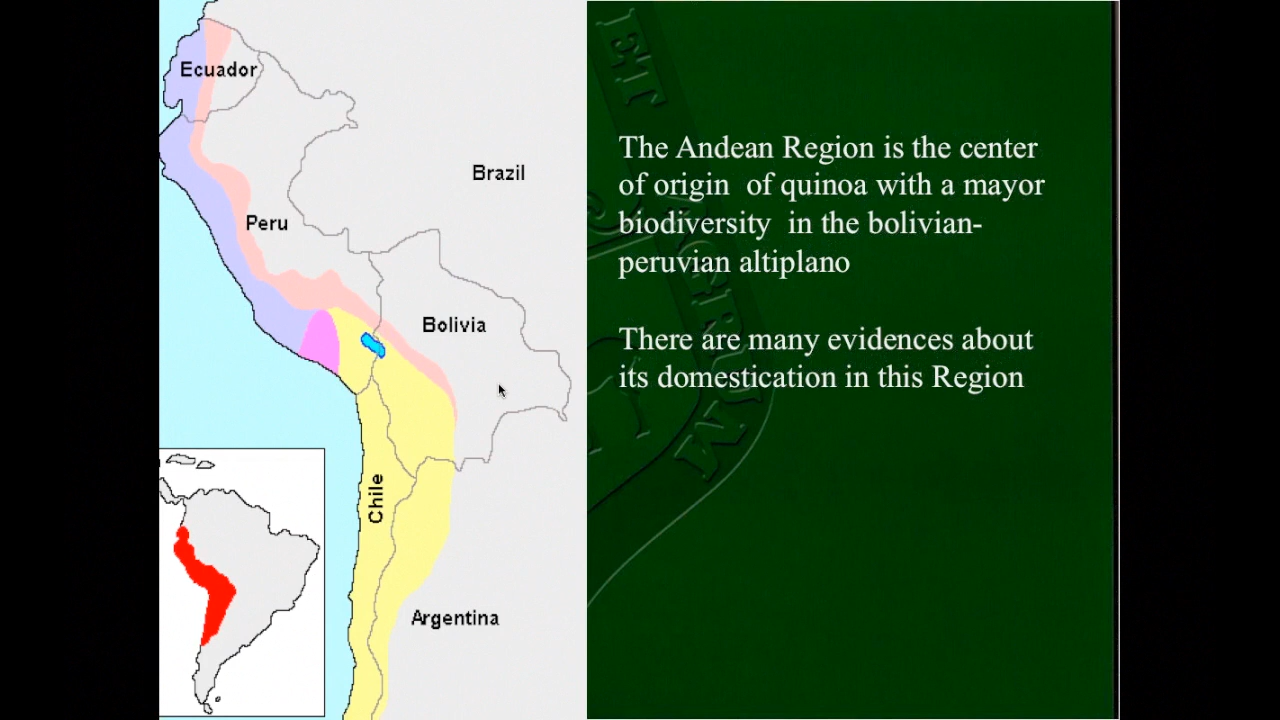 Ecuador
Brazil
Peru
Bolivia
Chile
Argentina
ET
The Andean Region is the center
of origin  of quinoa with a mayor
biodiversity  in the bolivian-
peruvian altiplano
There are many evidences about
its domestication in this Region